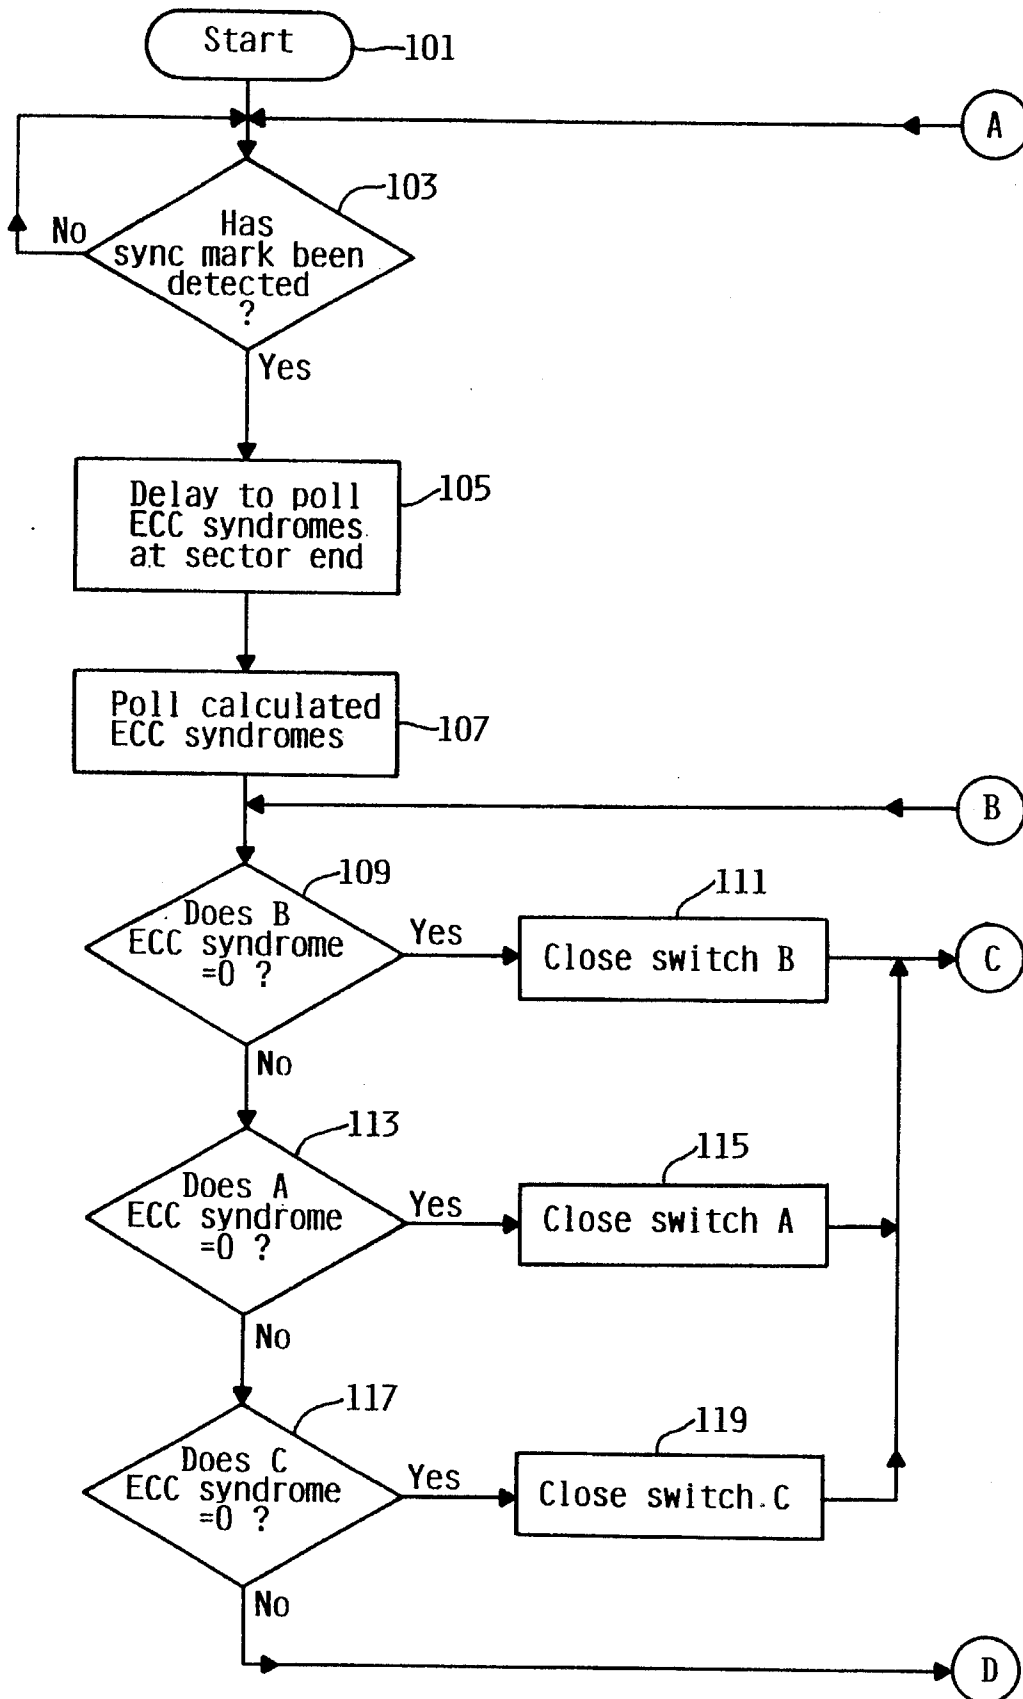 Start
101
A
103
Has
sync mark been
detected
?
No
Yes
Delay to poll
ECC syndromes
at sector end
105
Poll calculated
ECC syndromes
107
B
109
Does B
ECC syndrome
=0 ?
Yes
111
Close switch B
C
No
113
Does A
ECC syndrome
=0 ?
Yes
115
Close switch A
No
117
Does C
ECC syndrome
=0 ?
Yes
119
Close switch C
No
D